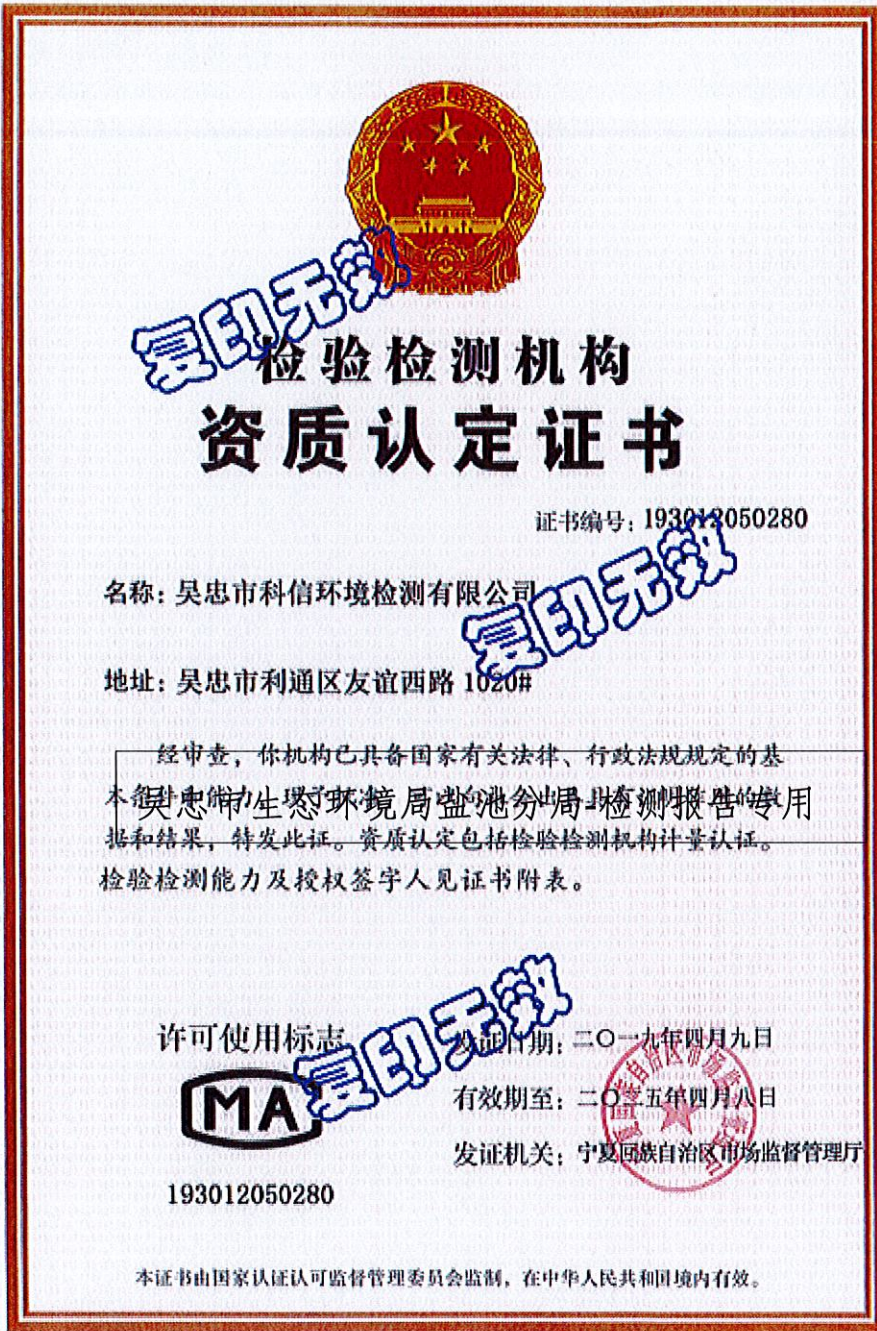 复印无效
检验检测机构
资质认定证书
证书编号：193012050280
名称：吴忠市科信环境检测有限公司
复印无效
地址：吴忠市利通区友谊西路 1020#
经审查，你机构已具备国家有关法律、行政法规规定的基
吴忠市生态环境局盐池分局-检测报告专用
据和结果，特发此证。资质认定包括检验检测机构计量认证。
检验检测能力及授权签字人见证书附表。
复印无效
许可使用标志
发证日期：二〇一九年四月九日
MA
有效期至：二〇二五年四月八日
发证机关：宁夏回族自治区市场监督管理厅
193012050280
本证书由国家认证认可监督管理委员会监制，在中华人民共和国境内有效。